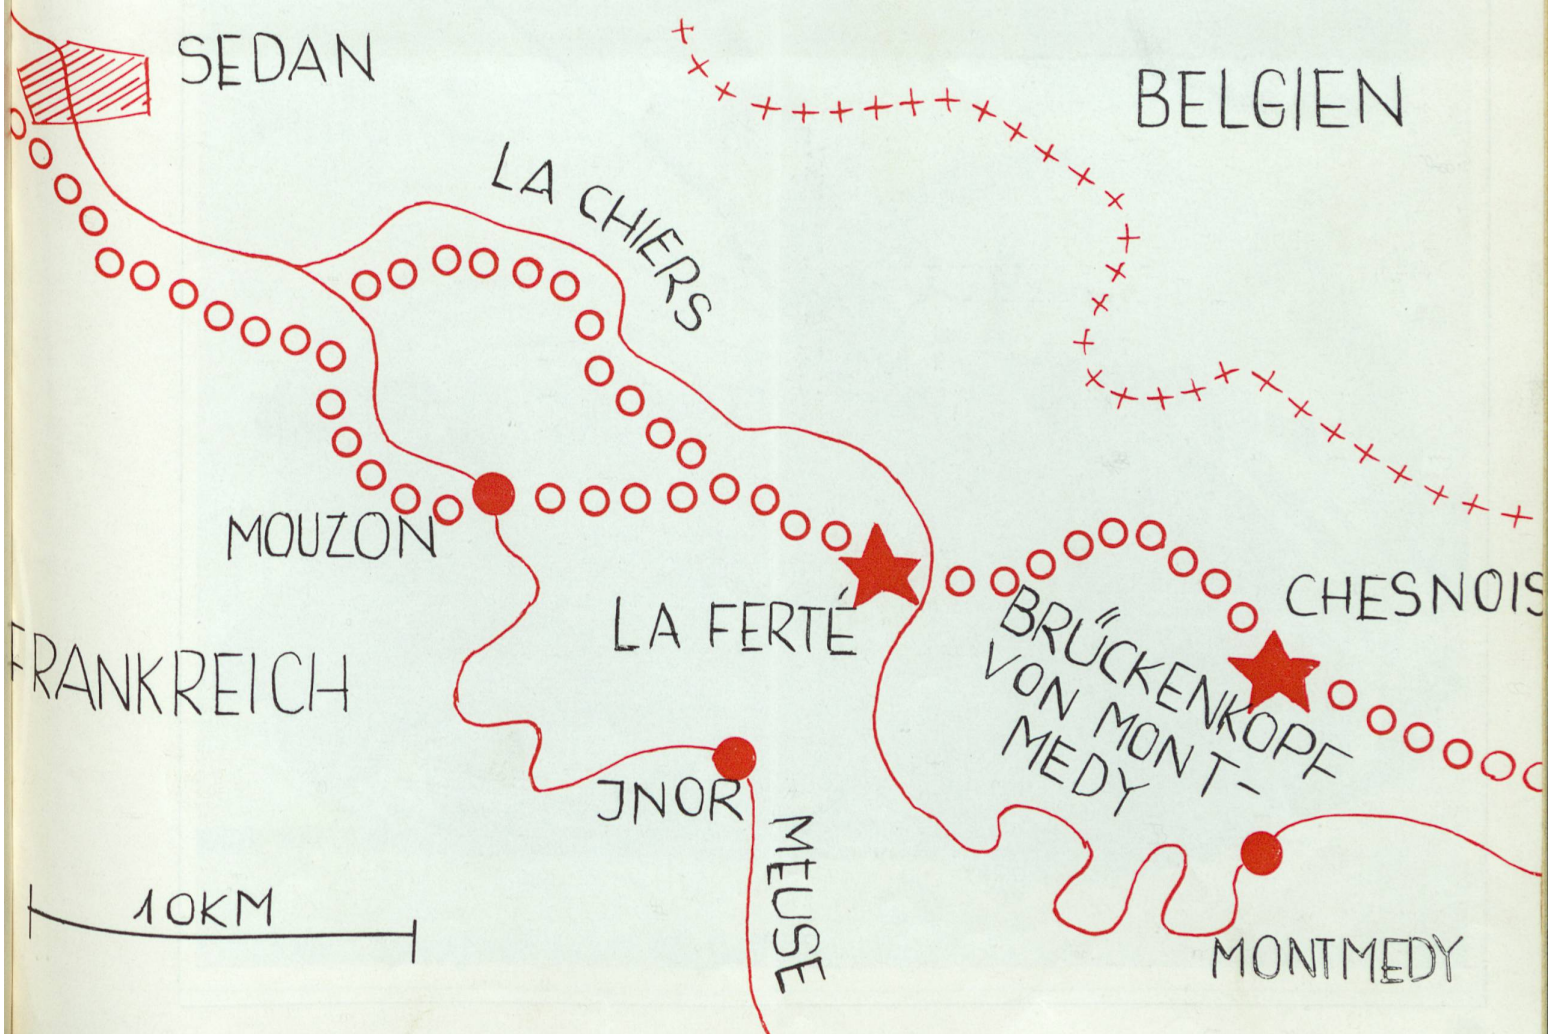 SEDAN
BELGIEN
LA CHIERS
MOUZON
CHESNOIS
LA FERTÉ
BRÜCKENKOPF
VON MONT-
MEDY
FRANKREICH
JNOR
MEUSE
10KM
MONTMEDY